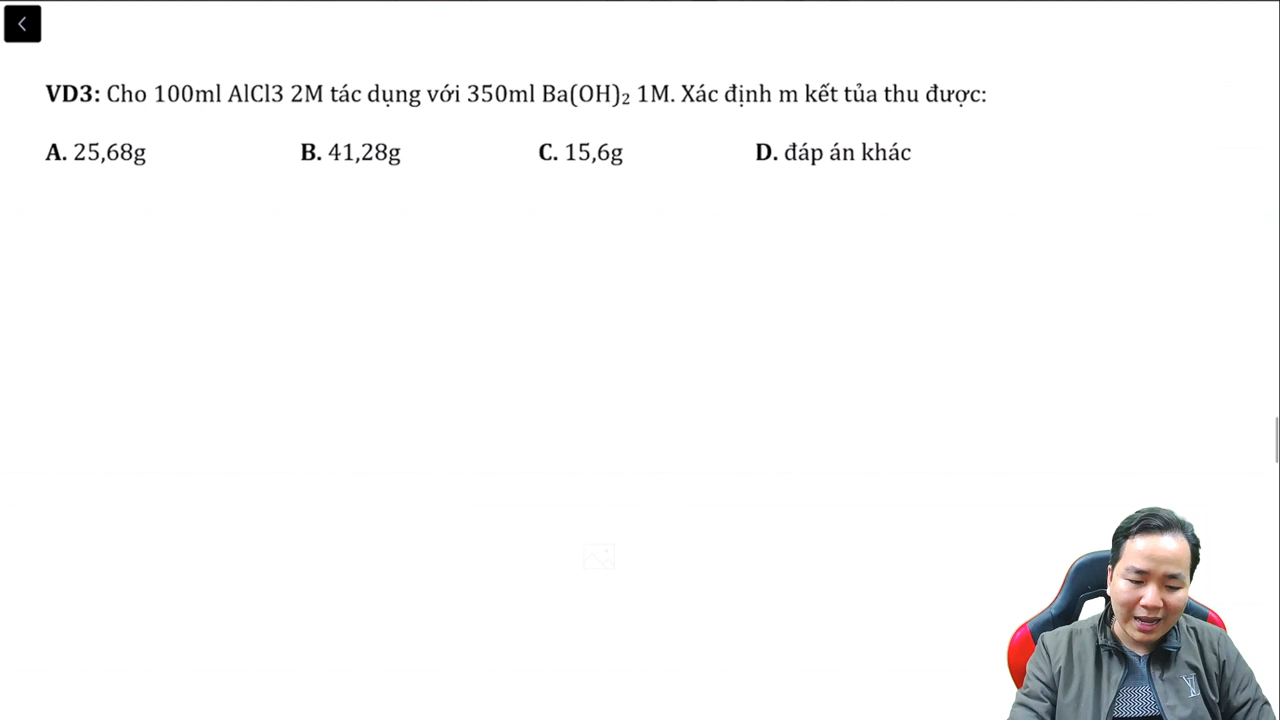 VD3: Cho 100ml AlCl3 2M tác dụng với 350ml Ba(OH)₂ 1M. Xác định m kết tủa thu được:
A. 25,68g B. 41,28g C. 15,6g D. đáp án khác